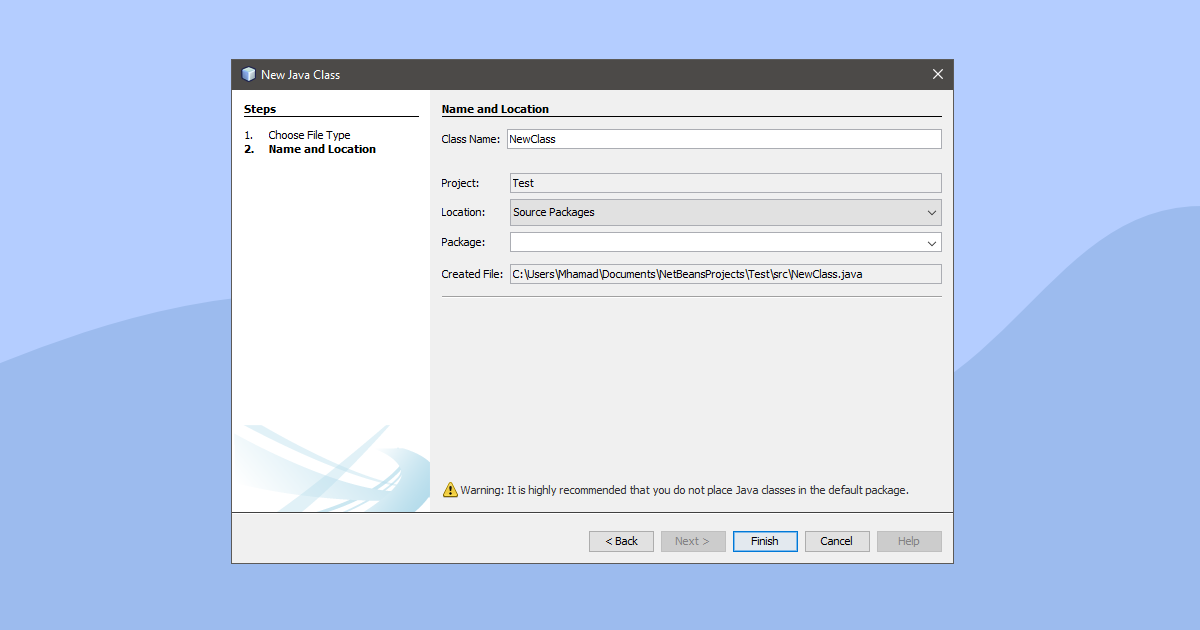 New Java Class
Steps
1. Choose File Type
2. Name and Location
Name and Location
Class Name: NewClass
Project: Test
Location: Source Packages
Package:
Created File: C:\Users\Mhamad\Documents\NetBeansProjects\Test\src\NewClass.java
Warning: It is highly recommended that you do not place Java classes in the default package.
< Back Next > Finish Cancel Help